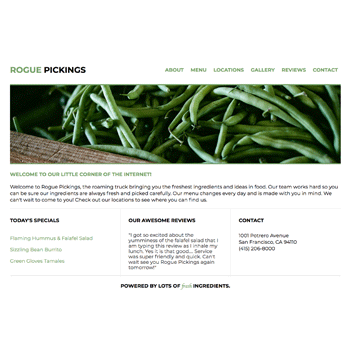 ROGUE PICKINGS
ABOUT MENU LOCATIONS GALLERY REVIEWS CONTACT
WELCOME TO OUR LITTLE CORNER OF THE INTERNET!
Welcome to Rogue Pickings, the roaming truck bringing you the freshest ingredients and ideas in food. Our team works hard so you
can be sure our ingredients are always fresh and picked carefully. Our menu changes every day and is made with you in mind. We
can't wait to come to you! Check out our locations to see where you can find us.
TODAY'S SPECIALS
Flaming Hummus & Falafel Salad
Sizzling Bean Burrito
Green Gloves Tamales
OUR AWESOME REVIEWS
"I got so excited about the
yumminess of the falafel salad that I
am typing this review as I inhale my
lunch. Yes it is that good.... Service
was super friendly and quick. Can't
wait see you Rogue Pickings again
tomorrow!"
CONTACT
1001 Potrero Avenue
San Francisco, CA 94110
(415) 206-8000
POWERED BY LOTS OF fresh INGREDIENTS.